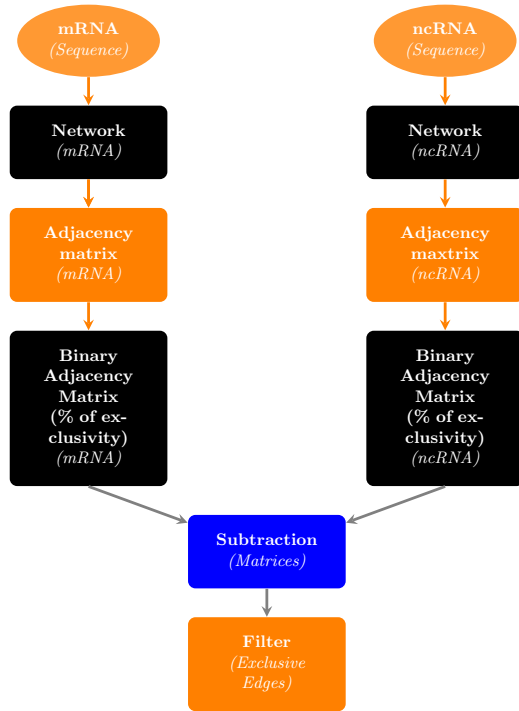 mRNA
(Sequence)
ncRNA
(Sequence)
Network
(mRNA)
Network
(ncRNA)
Adjacency
matrix
(mRNA)
Adjacency
maxtrix
(ncRNA)
Binary
Adjacency
Matrix
(% of ex-
clusivity)
(mRNA)
Binary
Adjacency
Matrix
(% of ex-
clusivity)
(ncRNA)
Subtraction
(Matrices)
Filter
(Exclusive
Edges)